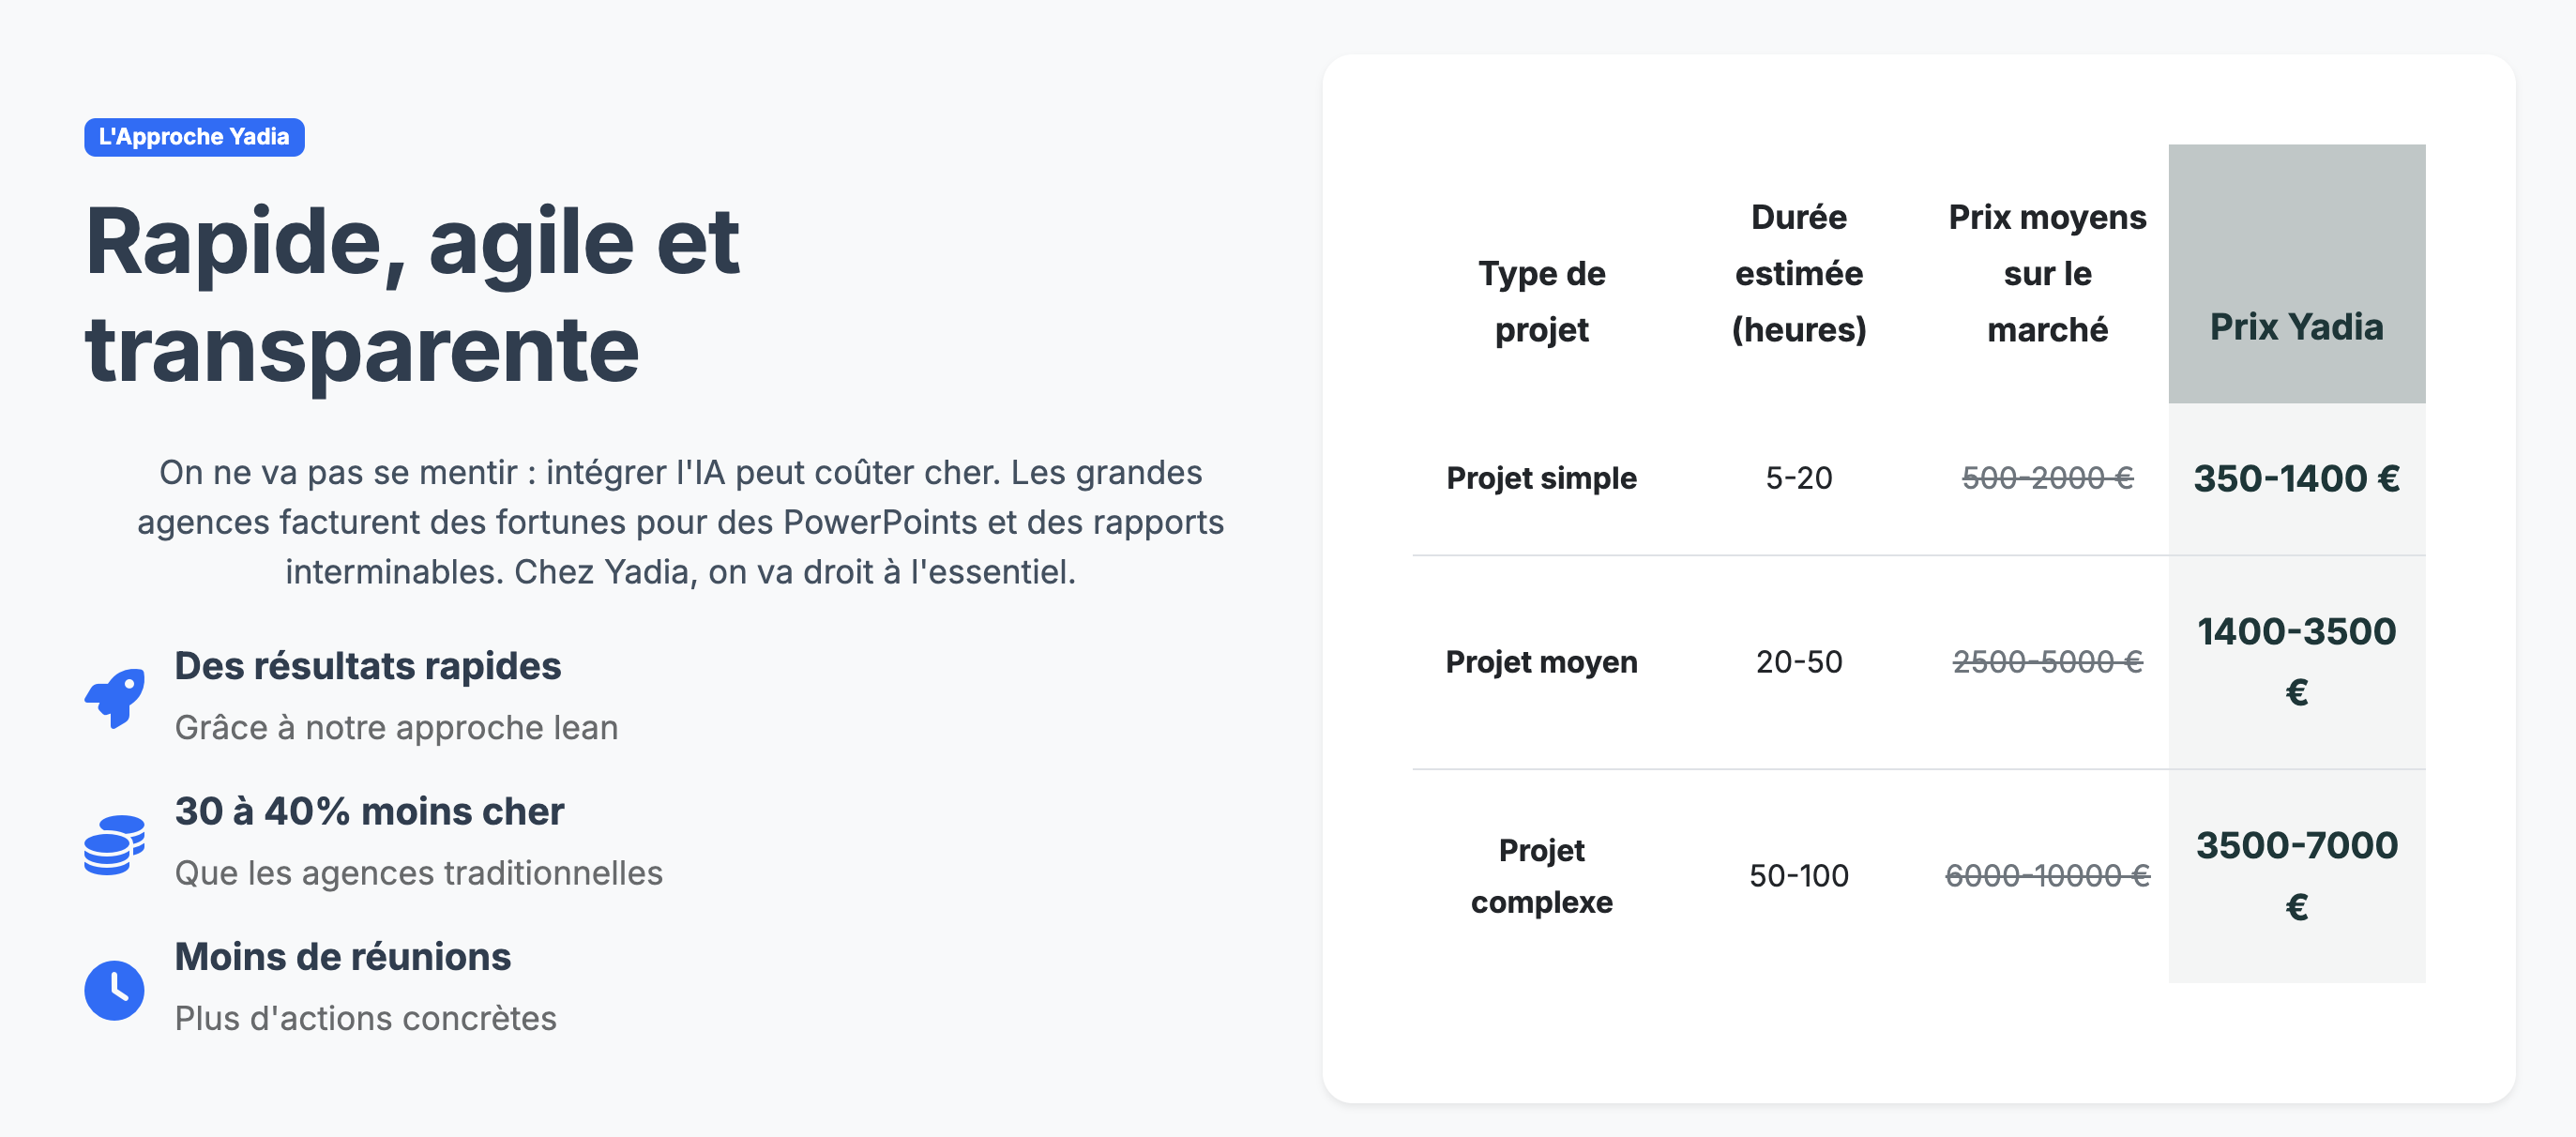 L'Approche Yadia
Rapide, agile et
transparente
On ne va pas se mentir : intégrer l'IA peut coûter cher. Les grandes
agences facturent des fortunes pour des PowerPoints et des rapports
interminables. Chez Yadia, on va droit à l'essentiel.
Des résultats rapides
Grâce à notre approche lean
30 à 40% moins cher
Que les agences traditionnelles
Moins de réunions
Plus d'actions concrètes
Type de
projet
Durée
estimée
(heures)
Prix moyens
sur le
marché
Prix Yadia
Projet simple
5-20
500-2000 €
350-1400 €
Projet moyen
20-50
2500-5000 €
1400-3500
€
Projet
complexe
50-100
6000-10000 €
3500-7000
€